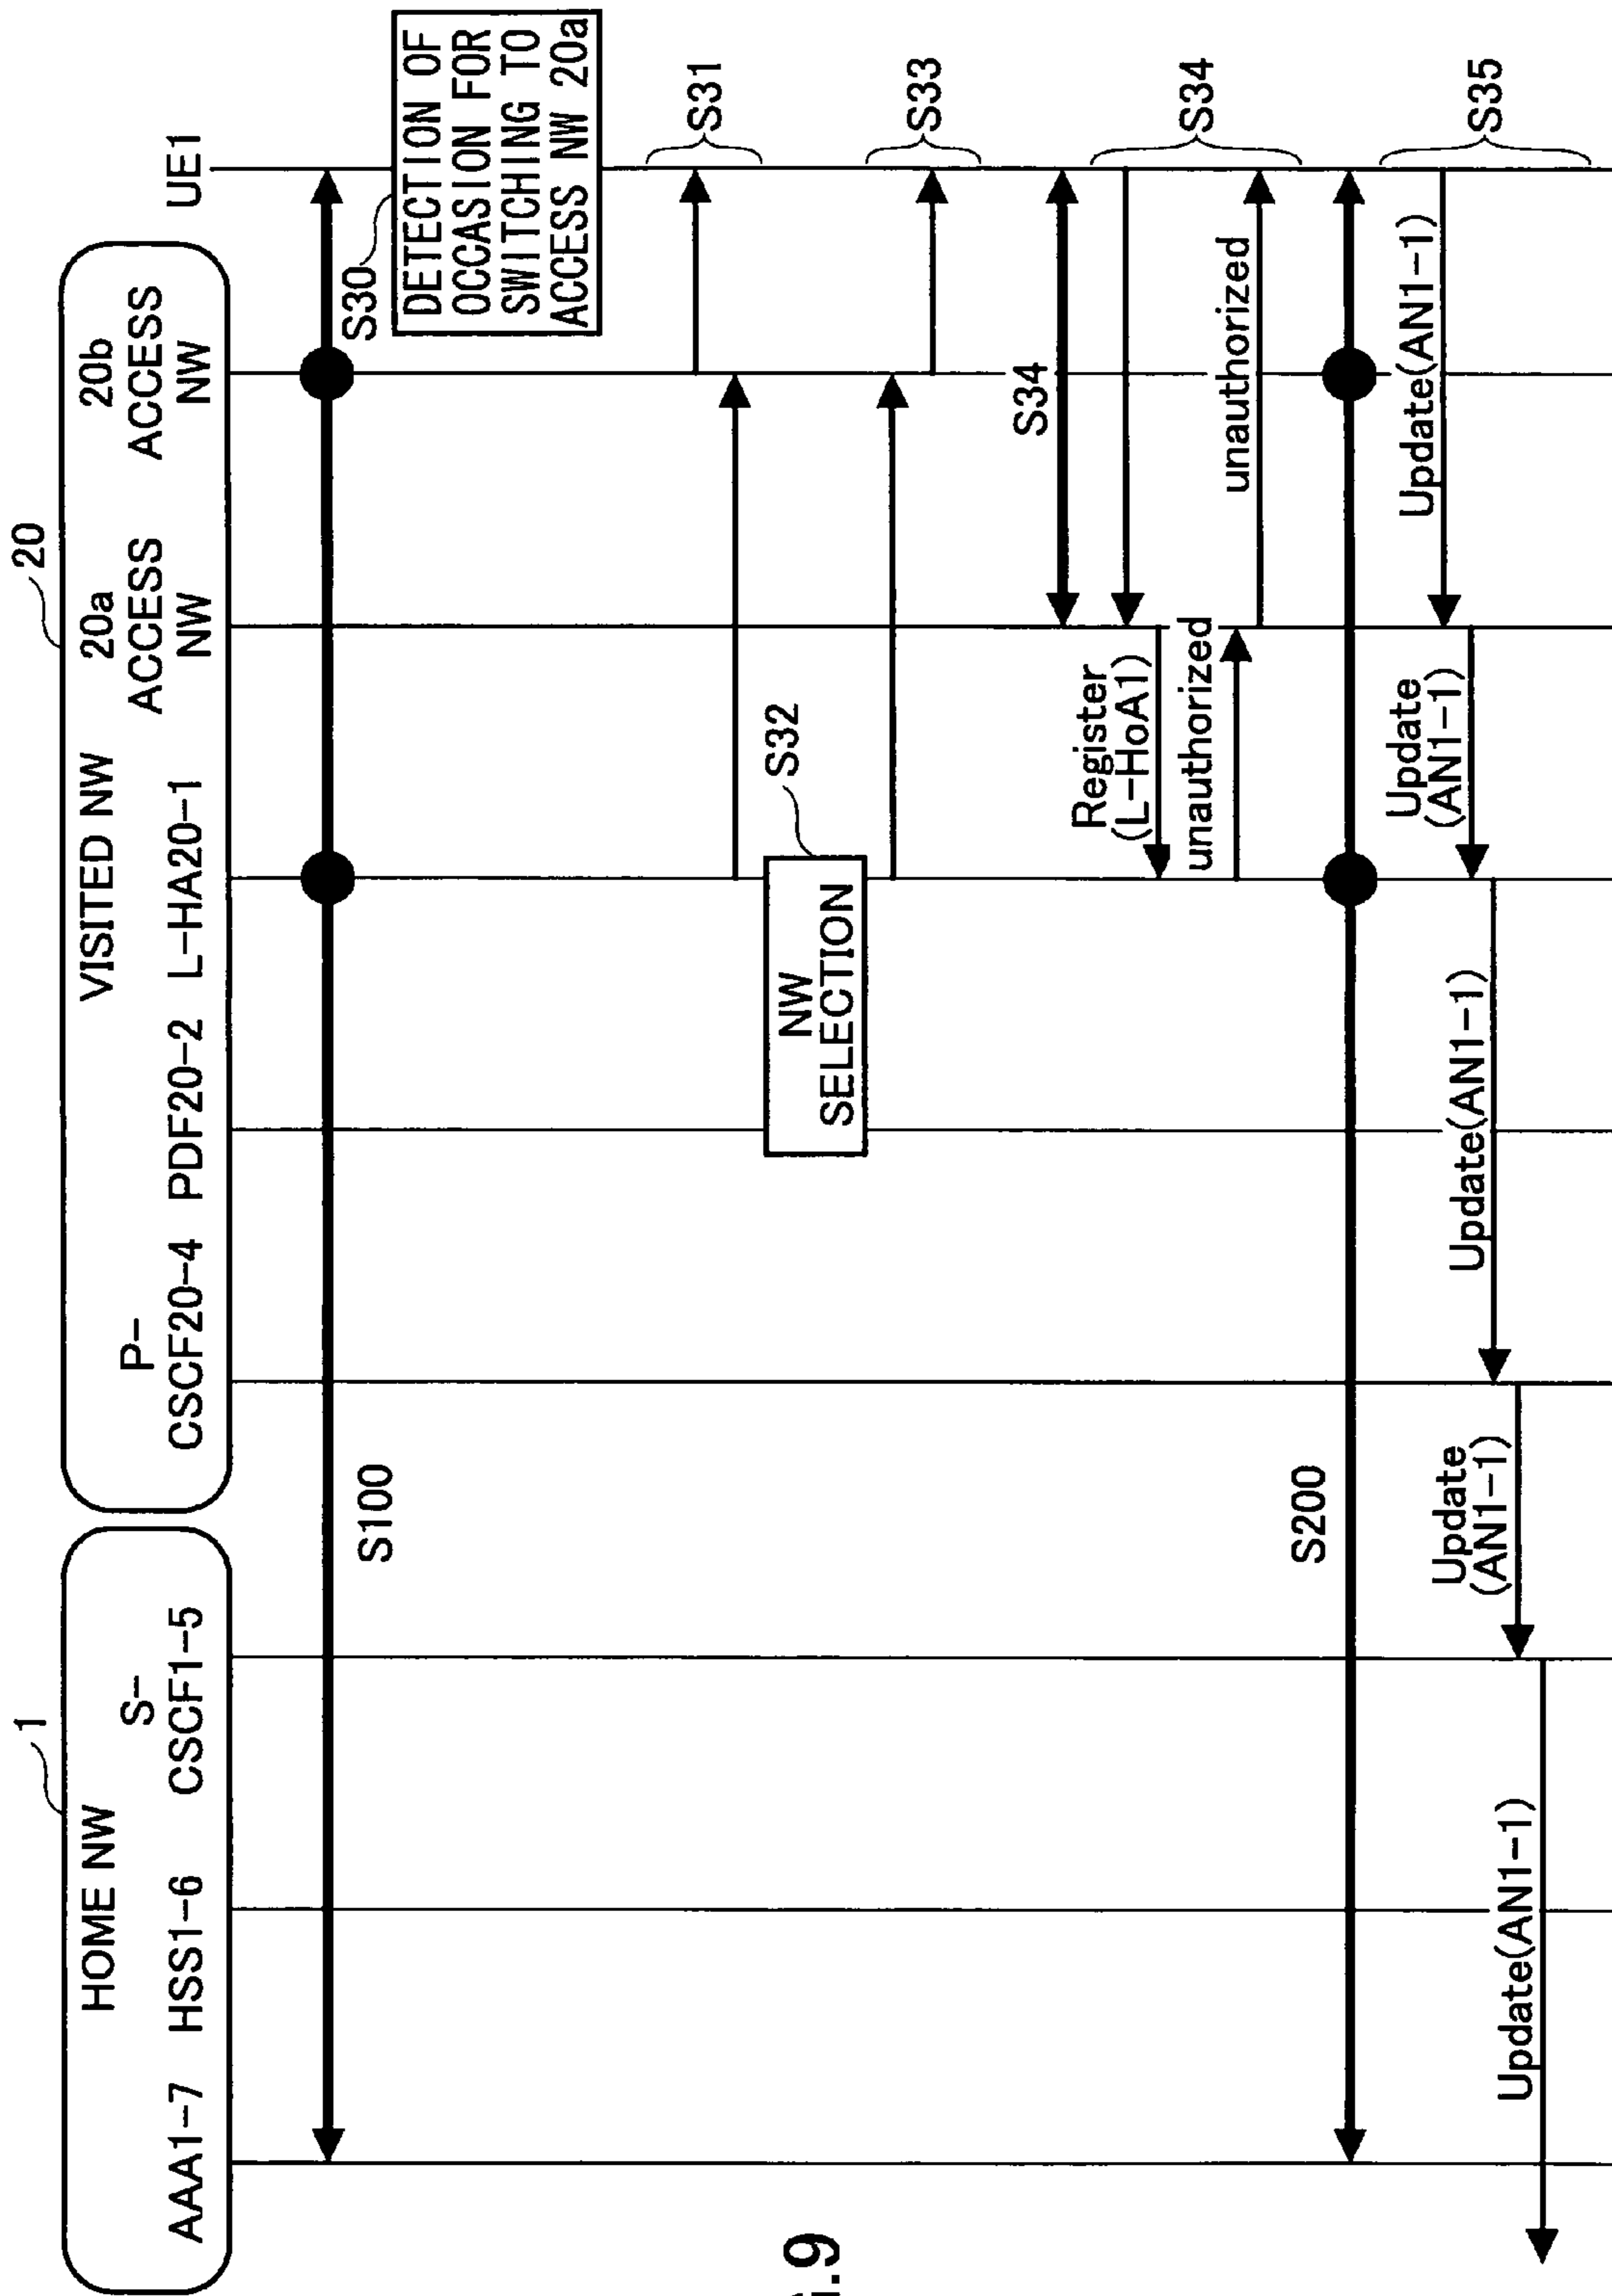 1
HOME NW
AAA1-7 HSS1-6
S-
CSCF1-5
20
VISITED NW
P-
CSCF20-4 PDF20-2 L-HA20-1
20a
ACCESS
NW
20b
ACCESS
NW
UE1
S100
S30
DETECTION OF
OCCASION FOR
SWITCHING TO
ACCESS NW 20a
S31
S32
NW
SELECTION
S33
S34
S34
Register
(L-HoA1)
unauthorized
unauthorized
S200
S35
Update(AN1-1)
Update
(AN1-1)
Update(AN1-1)
Update
(AN1-1)
Update(AN1-1)
.9